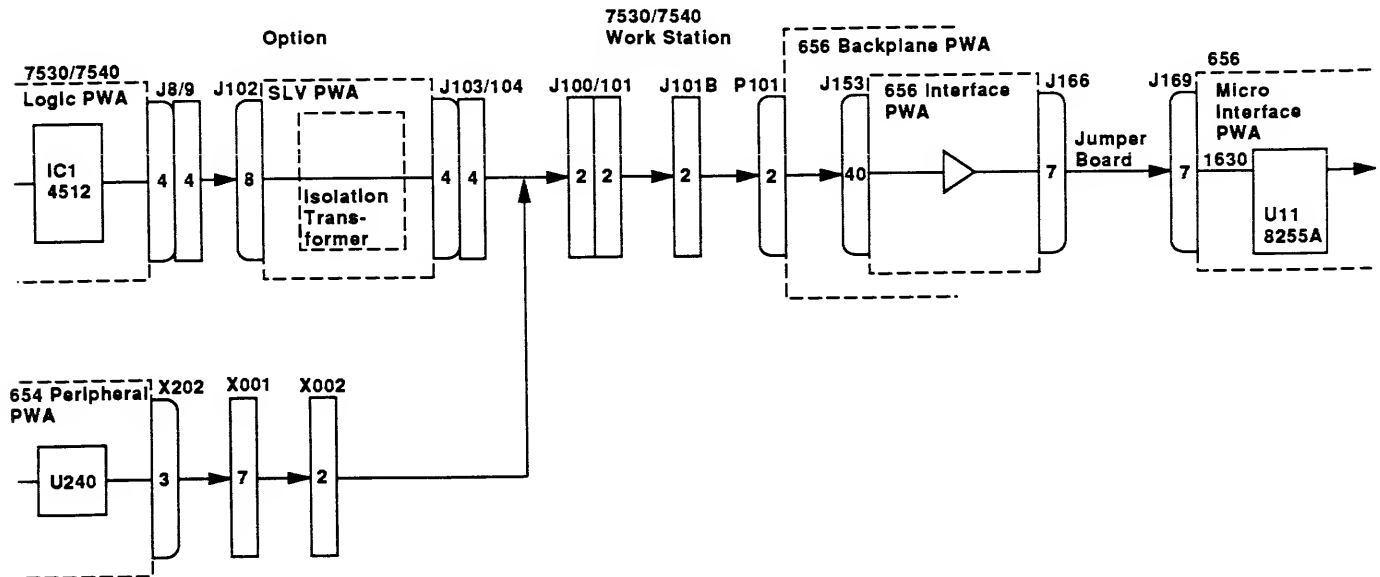 7530/7540
Work Station
Option
656 Backplane PWA
7530/7540
Logic PWA
J8/9
J102
SLV PWA
J103/104
J100/101
J101B
P101
J153
656 Interface
PWA
J166
J169
656
Micro
Interface
PWA
IC1
4512
4
4
8
Isolation
Trans-
former
4
4
2
2
2
2
40
7
Jumper
Board
7
1630
U11
8255A
654 Peripheral
PWA
X202
X001
X002
U240
3
7
2